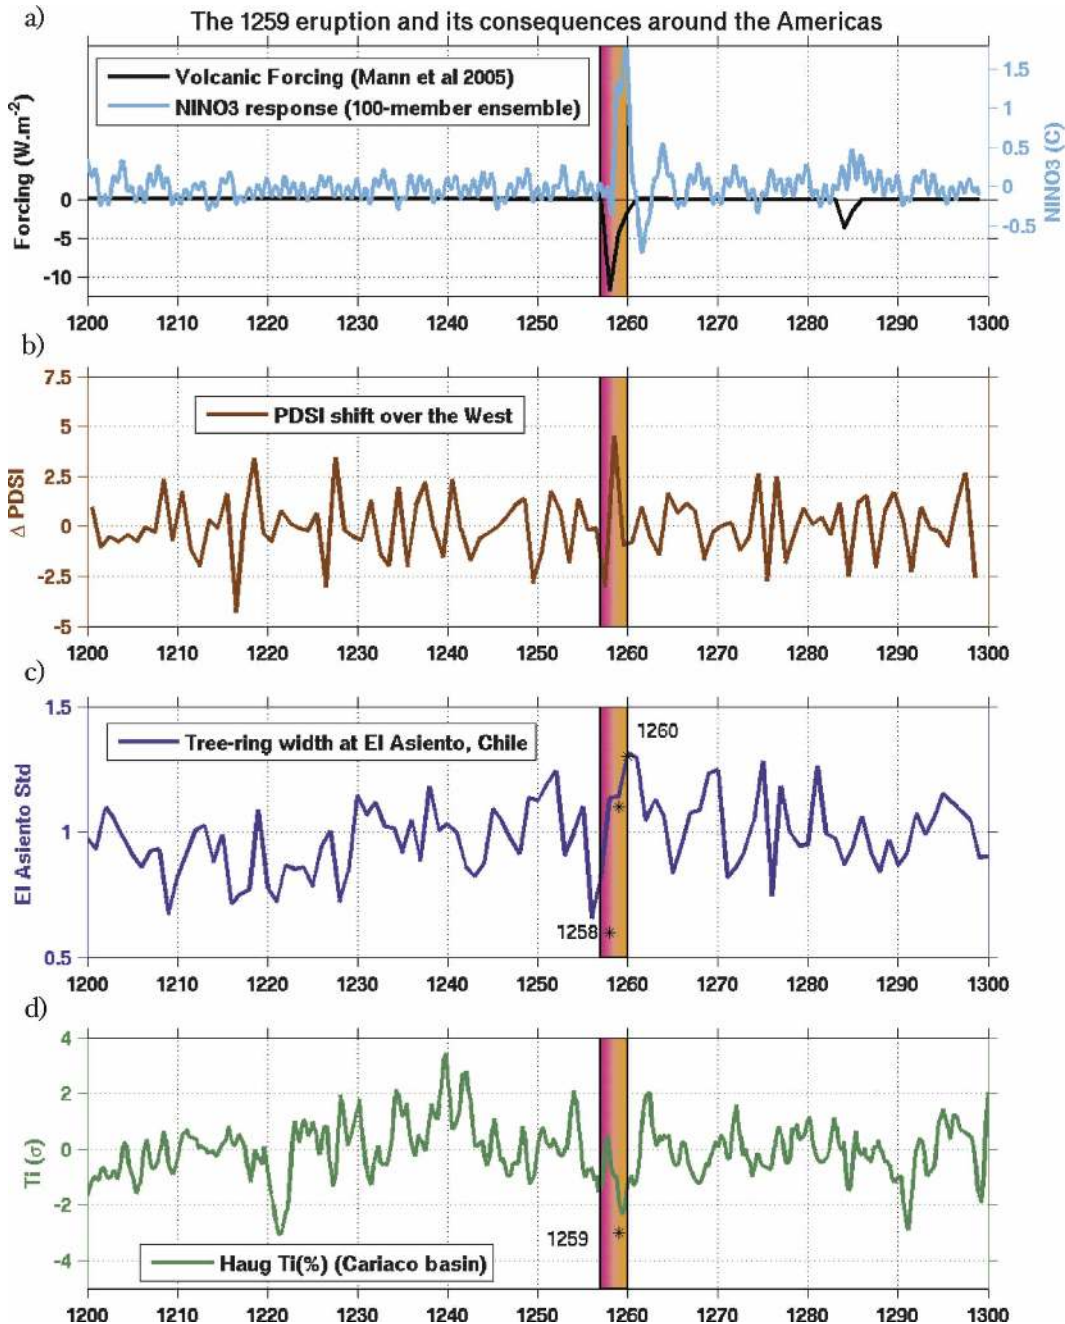 a)
The 1259 eruption and its consequences around the Americas
Volcanic Forcing (Mann et al 2005)
NINO3 response (100-member ensemble)
Forcing (W.m-2)
0
-5
-10
1.5
1
0.5
0
-0.5
NINO3 (C)
1200 1210 1220 1230 1240 1250 1260 1270 1280 1290 1300
b)
7.5
5
2.5
0
-2.5
-5
Δ PDSI
PDSI shift over the West
1200 1210 1220 1230 1240 1250 1260 1270 1280 1290 1300
c)
1.5
1
0.5
El Asiento Std
Tree-ring width at El Asiento, Chile
1260
1258
1200 1210 1220 1230 1240 1250 1260 1270 1280 1290 1300
d)
4
2
0
-2
-4
Ti (σ)
1259
Haug Ti(%) (Cariaco basin)
1200 1210 1220 1230 1240 1250 1260 1270 1280 1290 1300